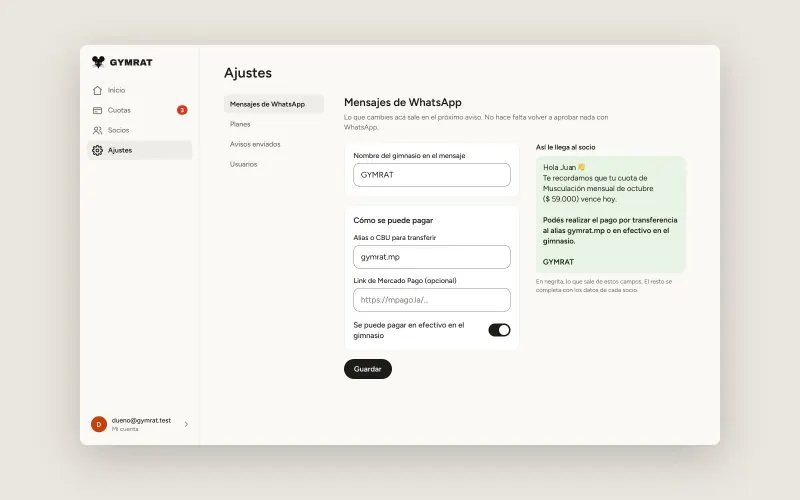 GYMRAT
Inicio
Cuotas
3
Socios
Ajustes
D
dueno@gymrat.test
Mi cuenta
Ajustes
Mensajes de WhatsApp
Planes
Avisos enviados
Usuarios
Mensajes de WhatsApp
Lo que cambies acá sale en el próximo aviso. No hace falta volver a aprobar nada con
WhatsApp.
Nombre del gimnasio en el mensaje
GYMRAT
Cómo se puede pagar
Alias o CBU para transferir
gymrat.mp
Link de Mercado Pago (opcional)
https://mpago.la/...
Se puede pagar en efectivo en el
gimnasio
Guardar
Así le llega al socio
Hola Juan 👋
Te recordamos que tu cuota de
Musculación mensual de octubre
($ 59.000) vence hoy.
Podés realizar el pago por transferencia
al alias gymrat.mp o en efectivo en el
gimnasio.
GYMRAT
En negrita, lo que sale de estos campos. El resto se
completa con los datos de cada socio.